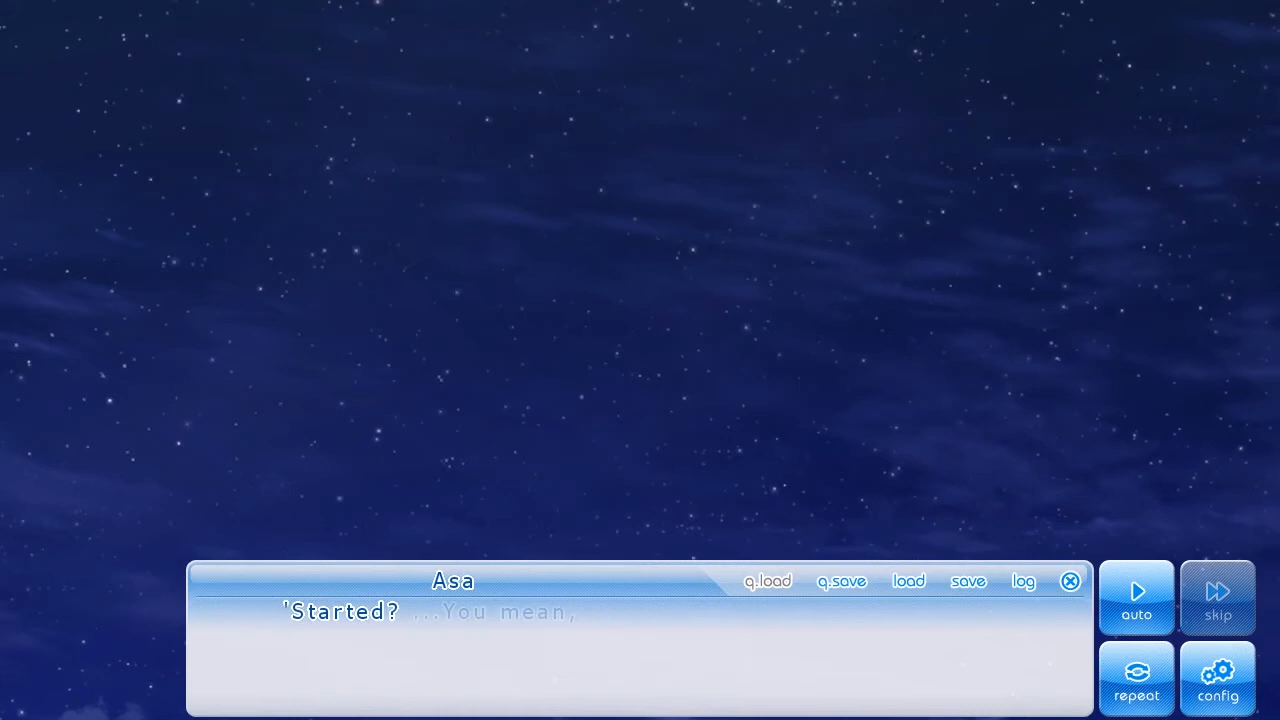 Asa
q.load q.save load save log
'Started? ...You mean,
auto
skip
repeat
config